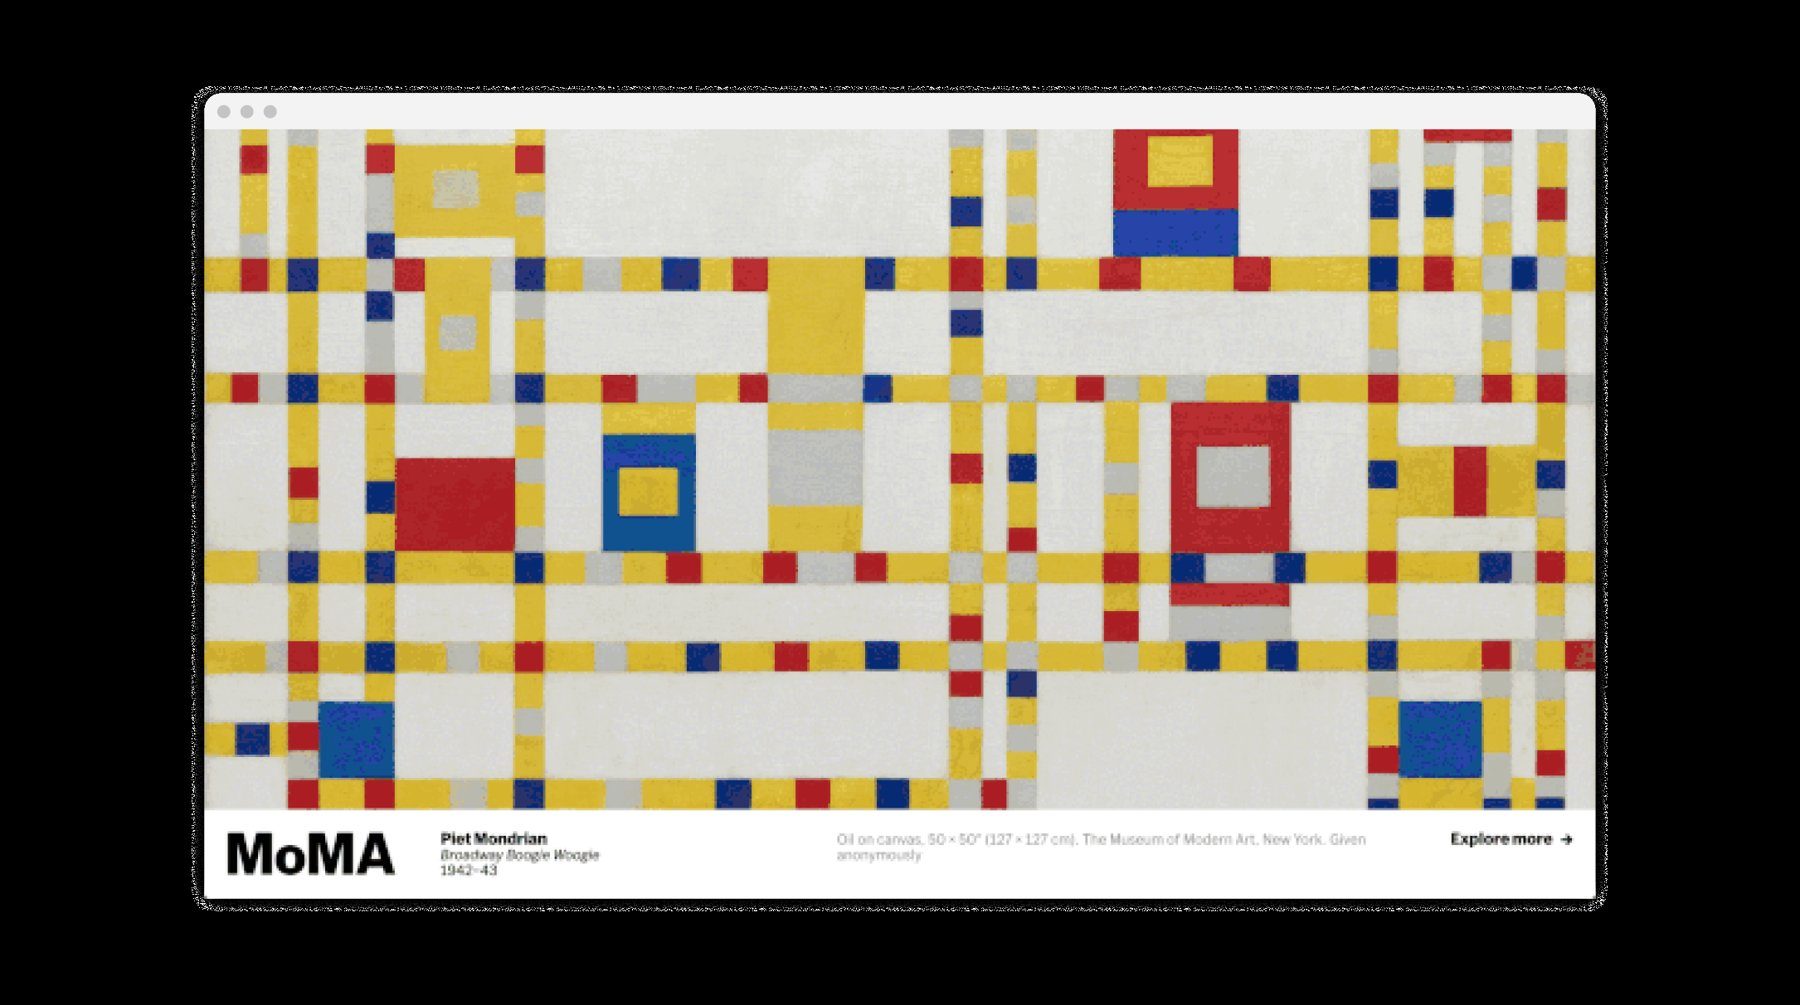 MoMA
Piet Mondrian
Broadway Boogie Woogie
1942–43
Oil on canvas, 50 × 50" (127 × 127 cm). The Museum of Modern Art, New York. Given
anonymously
Explore more →